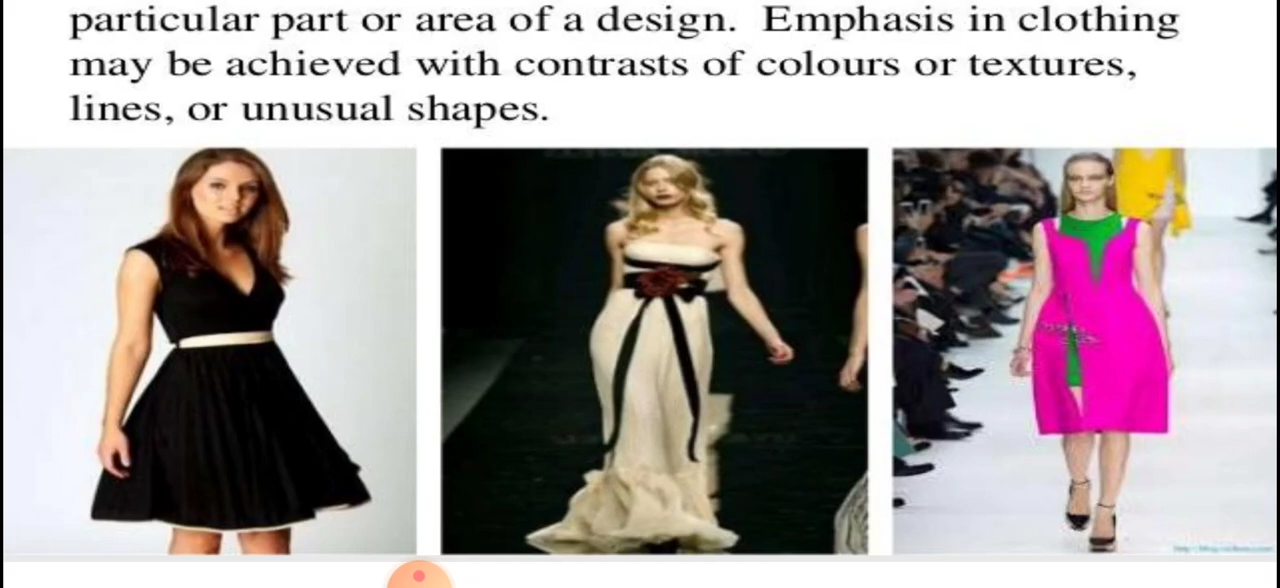 particular part or area of a design. Emphasis in clothing
may be achieved with contrasts of colours or textures,
lines, or unusual shapes.